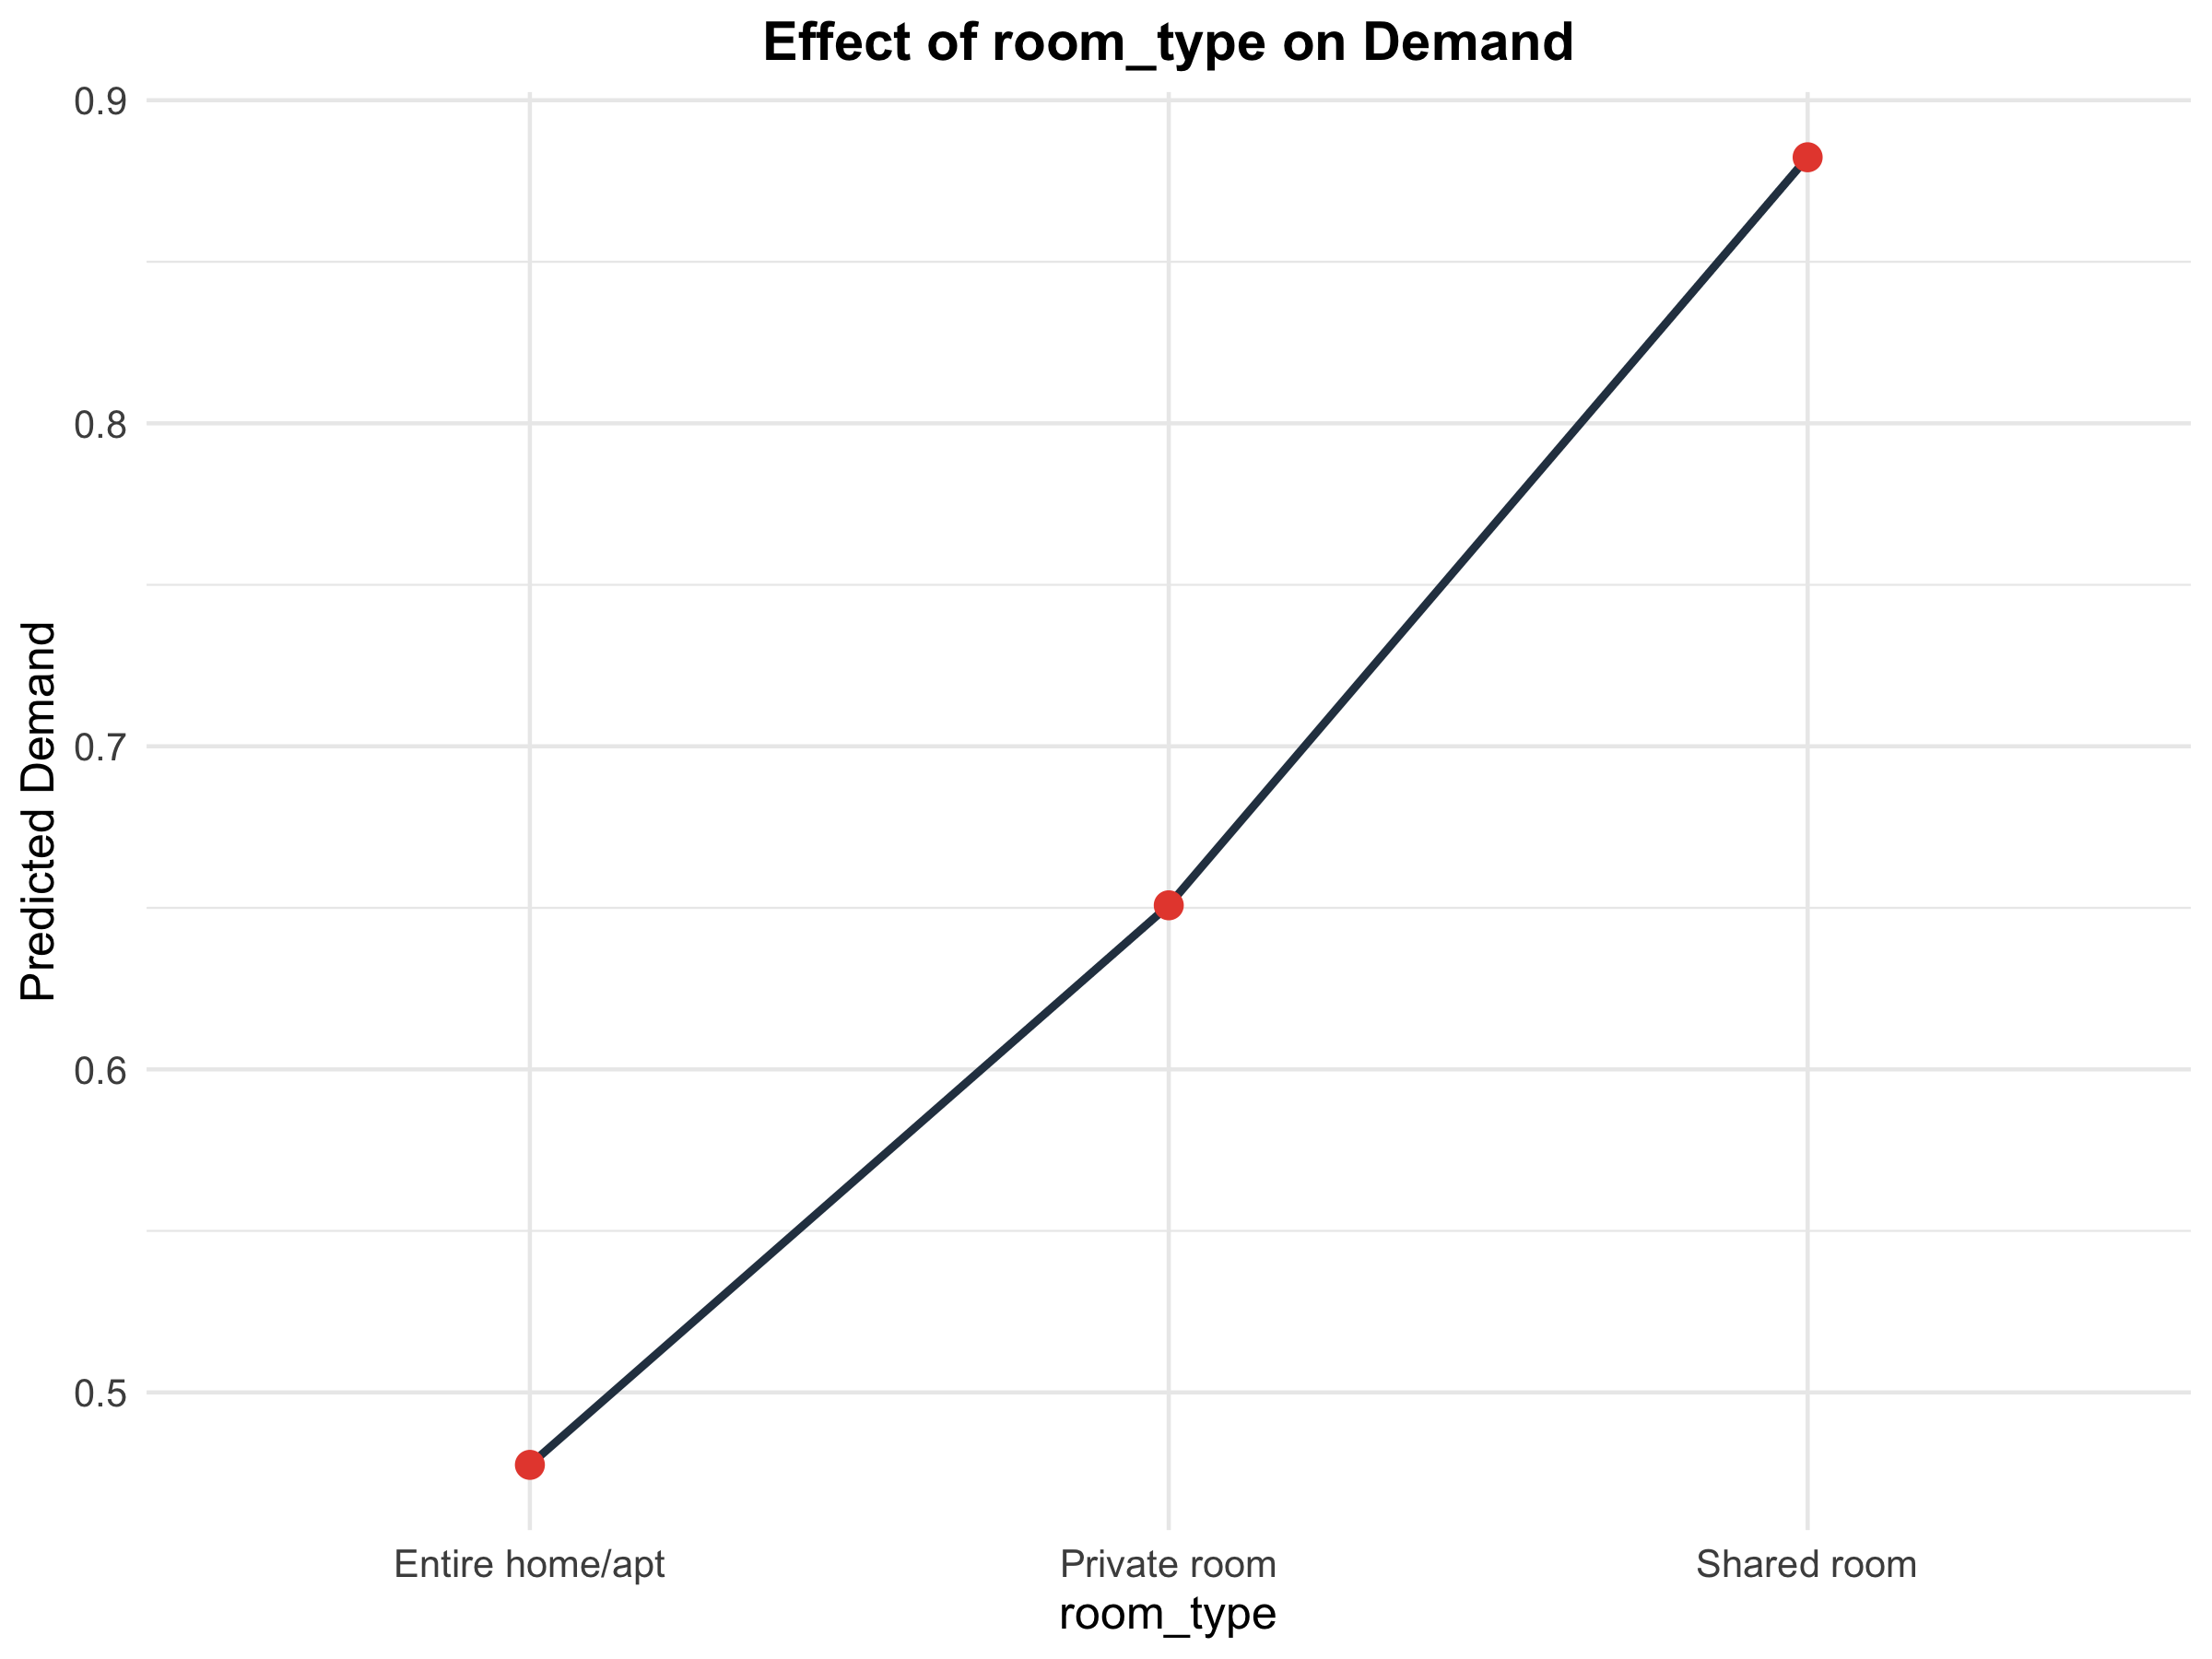 Effect of room_type on Demand
0.9
0.8
0.7
0.6
0.5
Predicted Demand
Entire home/apt
Private room
Shared room
room_type